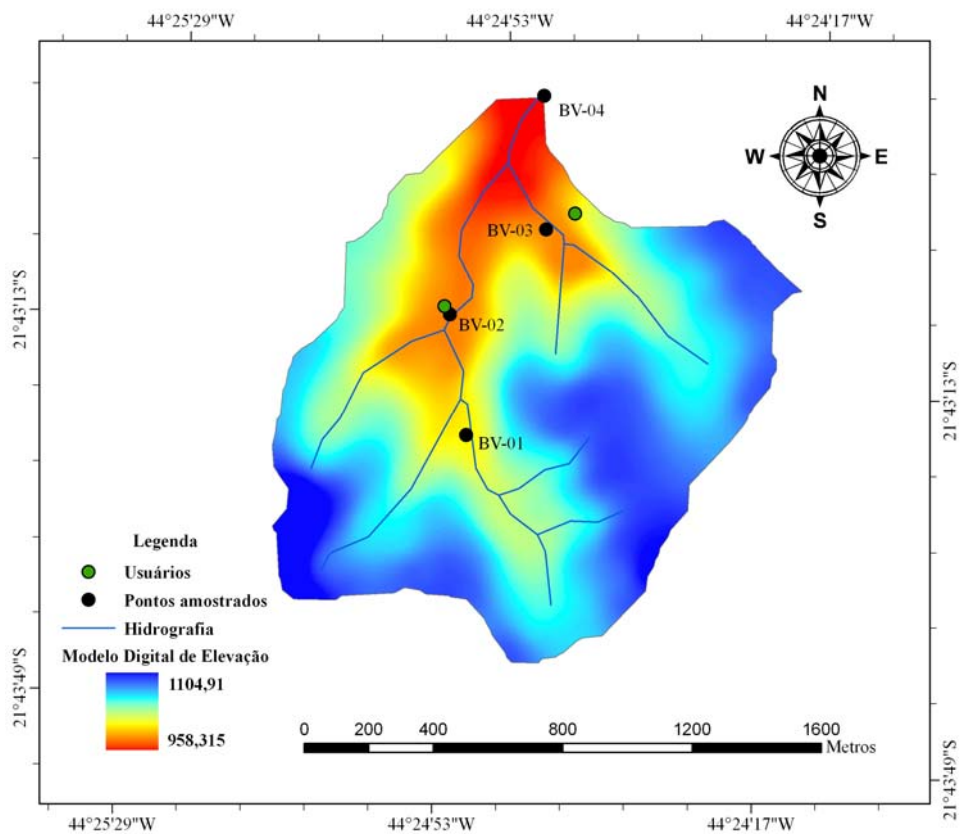 44°25'29"W
44°24'53"W
44°24'17"W
N
W
E
S
BV-04
BV-03
BV-02
BV-01
21°43'13"S
21°43'13"S
21°43'49"S
21°43'49"S
Legenda
Usuários
Pontos amostrados
Hidrografia
Modelo Digital de Elevação
1104,91
958,315
0 200 400 800 1200 1600
Metros
44°25'29"W
44°24'53"W
44°24'17"W